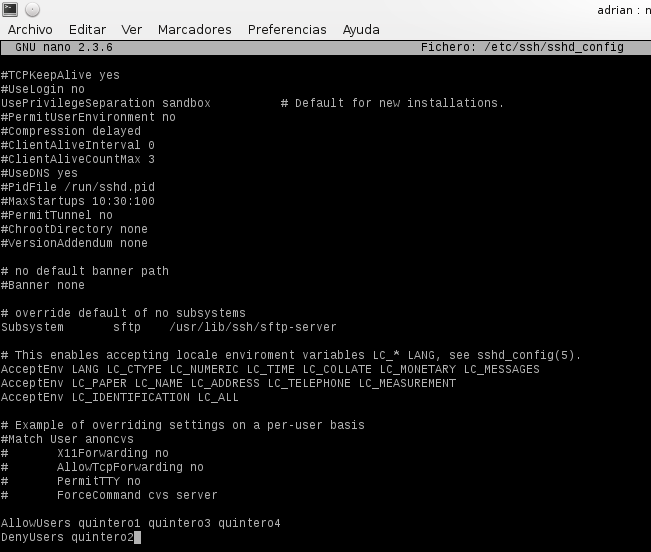 adrian : n
Archivo Editar Ver Marcadores Preferencias Ayuda
GNU nano 2.3.6 Fichero: /etc/ssh/sshd_config
#TCPKeepAlive yes
#UseLogin no
UsePrivilegeSeparation sandbox # Default for new installations.
#PermitUserEnvironment no
#Compression delayed
#ClientAliveInterval 0
#ClientAliveCountMax 3
#UseDNS yes
#PidFile /run/sshd.pid
#MaxStartups 10:30:100
#PermitTunnel no
#ChrootDirectory none
#VersionAddendum none
# no default banner path
#Banner none
# override default of no subsystems
Subsystem sftp /usr/lib/ssh/sftp-server
# This enables accepting locale enviroment variables LC_* LANG, see sshd_config(5).
AcceptEnv LANG LC_CTYPE LC_NUMERIC LC_TIME LC_COLLATE LC_MONETARY LC_MESSAGES
AcceptEnv LC_PAPER LC_NAME LC_ADDRESS LC_TELEPHONE LC_MEASUREMENT
AcceptEnv LC_IDENTIFICATION LC_ALL
# Example of overriding settings on a per-user basis
#Match User anoncvs
# X11Forwarding no
# AllowTcpForwarding no
# PermitTTY no
# ForceCommand cvs server
AllowUsers quintero1 quintero3 quintero4
DenyUsers quintero2